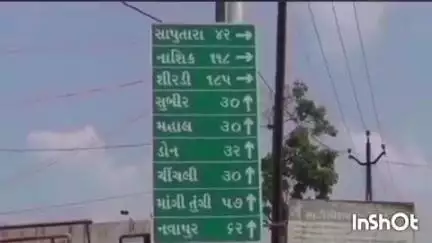 સાપુતારા ૪૨ →
નાશિક ૧૧૮ →
શીરડી ૧૮૫ →
સુબીર ૩૦ ↑
મહાલ ૩૦ ↑
ડોન ૩૨ ↑
ચીંચલી ૩૦ ↑
માંગી તુંગી ૫૭ ↑
નવાપુર ૬૨ ↑
InShOt